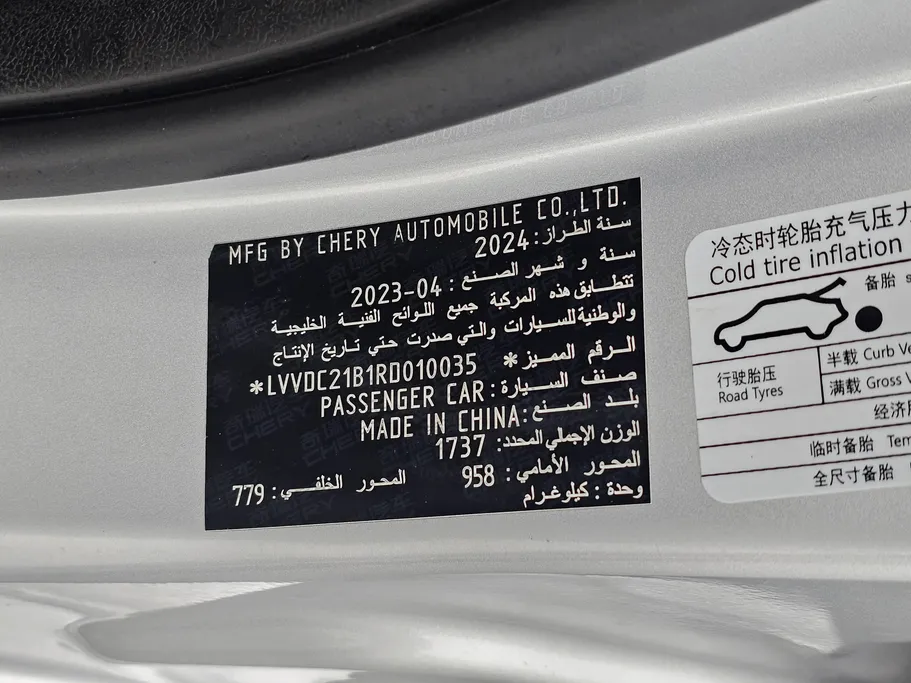 MFG BY CHERY AUTOMOBILE CO.,LTD.
سنة الطراز: 2024
سنة و شهر الصنع: 2023-04
تتطابق هذه المركبة جميع اللوائح الفنية الخليجية
والوطنية للسيارات والتي صدرت حتي تاريخ الإنتاج
الرقم المميز: *LVVDC21B1RD010035*
صنف السيارة: PASSENGER CAR
بلد الصنع: MADE IN CHINA
الوزن الإجمالي المحدد: 1737
المحور الأمامي: 958 المحور الخلفي: 779
وحدة: كيلوغرام
冷态时轮胎充气压力
Cold tire inflation
备胎
行驶胎压
Road Tyres
半载 Curb
满载 Gross
经济
临时备胎
全尺寸备胎